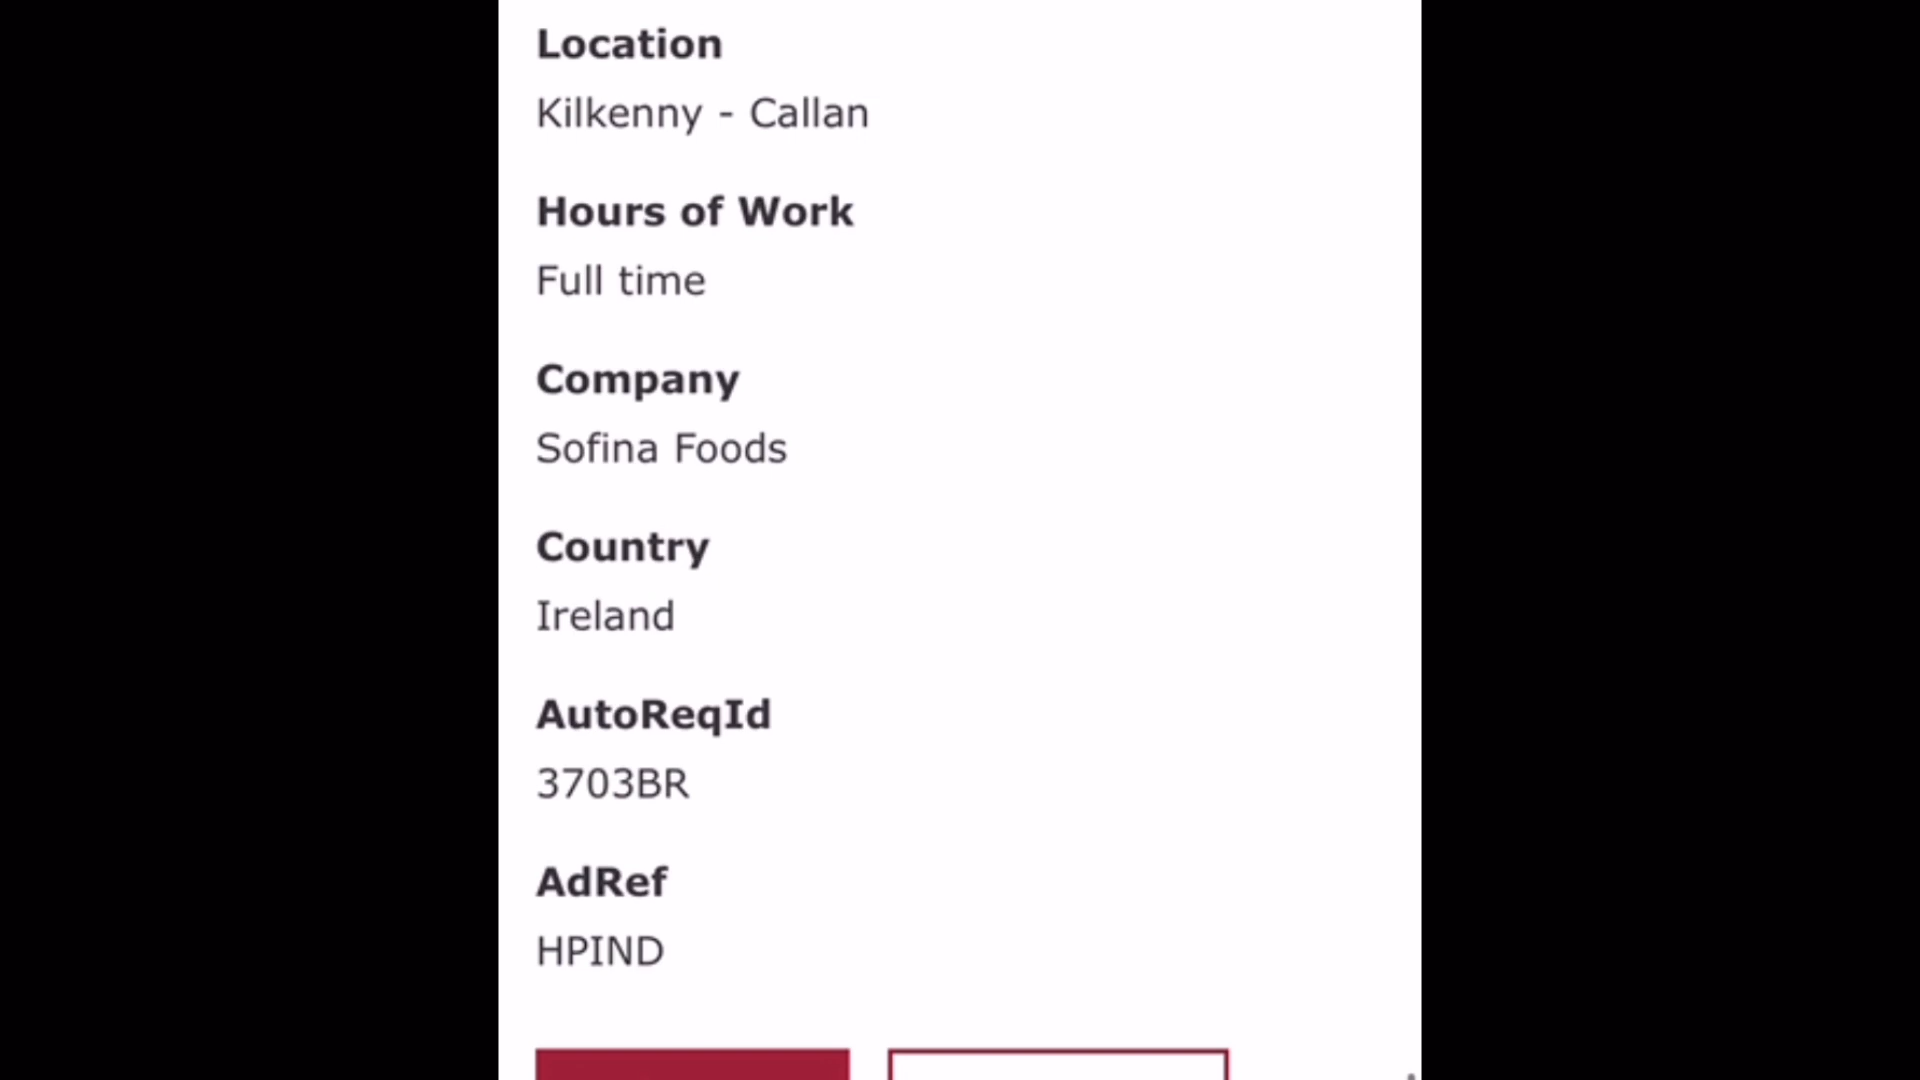 Location
Kilkenny - Callan
Hours of Work
Full time
Company
Sofina Foods
Country
Ireland
AutoReqId
3703BR
AdRef
HPIND